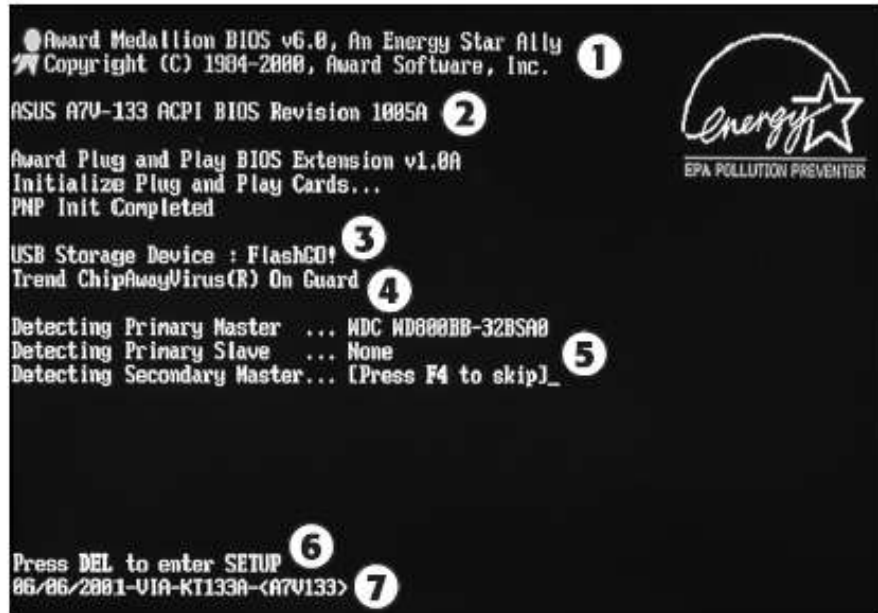 Award Medallion BIOS v6.0, An Energy Star Ally
Copyright (C) 1984-2000, Award Software, Inc.
1
energy
EPA POLLUTION PREVENTER
ASUS A7V-133 ACPI BIOS Revision 1005A
2
Award Plug and Play BIOS Extension v1.0A
Initialize Plug and Play Cards...
PNP Init Completed
3
USB Storage Device : FlashGO!
Trend ChipAwayVirus(R) On Guard
4
Detecting Primary Master ... WDC WD800BB-32BSA0
Detecting Primary Slave ... None
5
Detecting Secondary Master... [Press F4 to skip]_
6
Press DEL to enter SETUP
06/06/2001-VIA-KT133A-<A7V133>
7